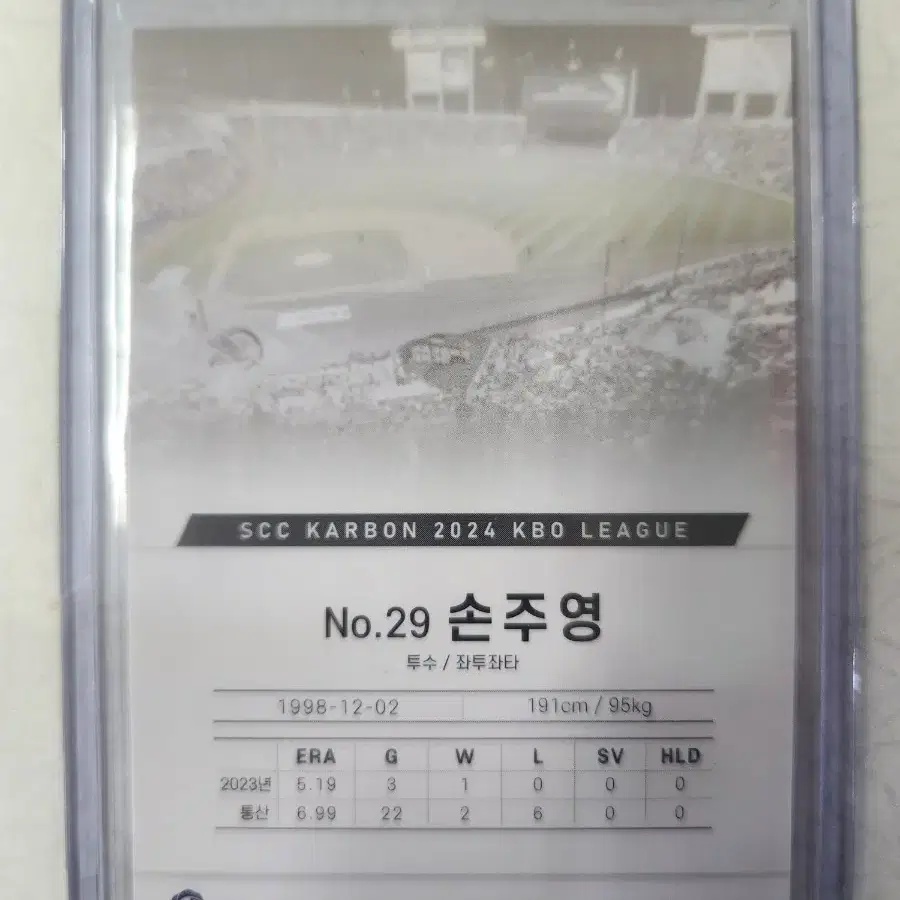 SCC KARBON 2024 KBO LEAGUE
No.29 손주영
투수 / 좌투좌타
1998-12-02 191cm / 95kg
ERA G W L SV HLD
2023년 5.19 3 1 0 0 0
통산 6.99 22 2 6 0 0